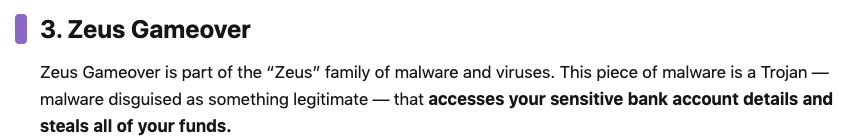 3. Zeus Gameover
Zeus Gameover is part of the “Zeus” family of malware and viruses. This piece of malware is a Trojan —
malware disguised as something legitimate — that accesses your sensitive bank account details and
steals all of your funds.